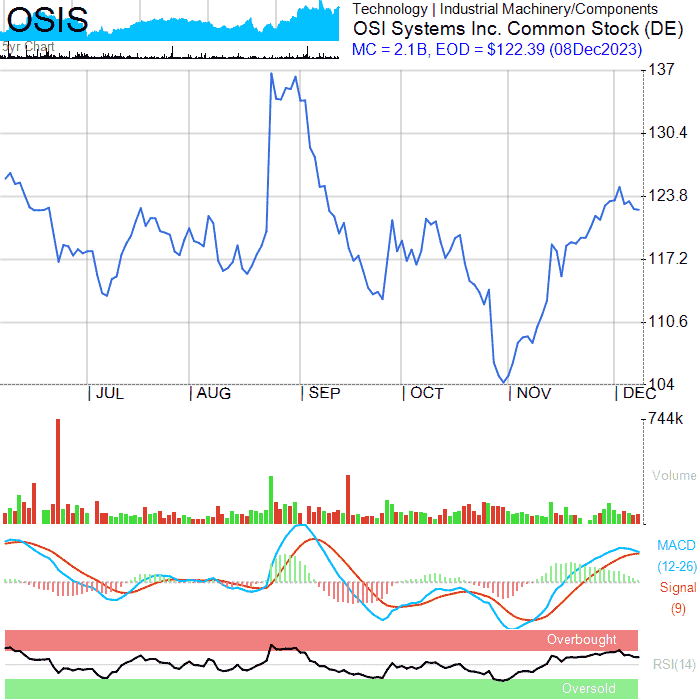 OSIS
5yr Chart
Technology | Industrial Machinery/Components
OSI Systems Inc. Common Stock (DE)
MC = 2.1B, EOD = $122.39 (08Dec2023)
137
130.4
123.8
117.2
110.6
104
JUL AUG SEP OCT NOV DEC
744k
Volume
MACD
(12-26)
Signal
(9)
Overbought
RSI(14)
Oversold